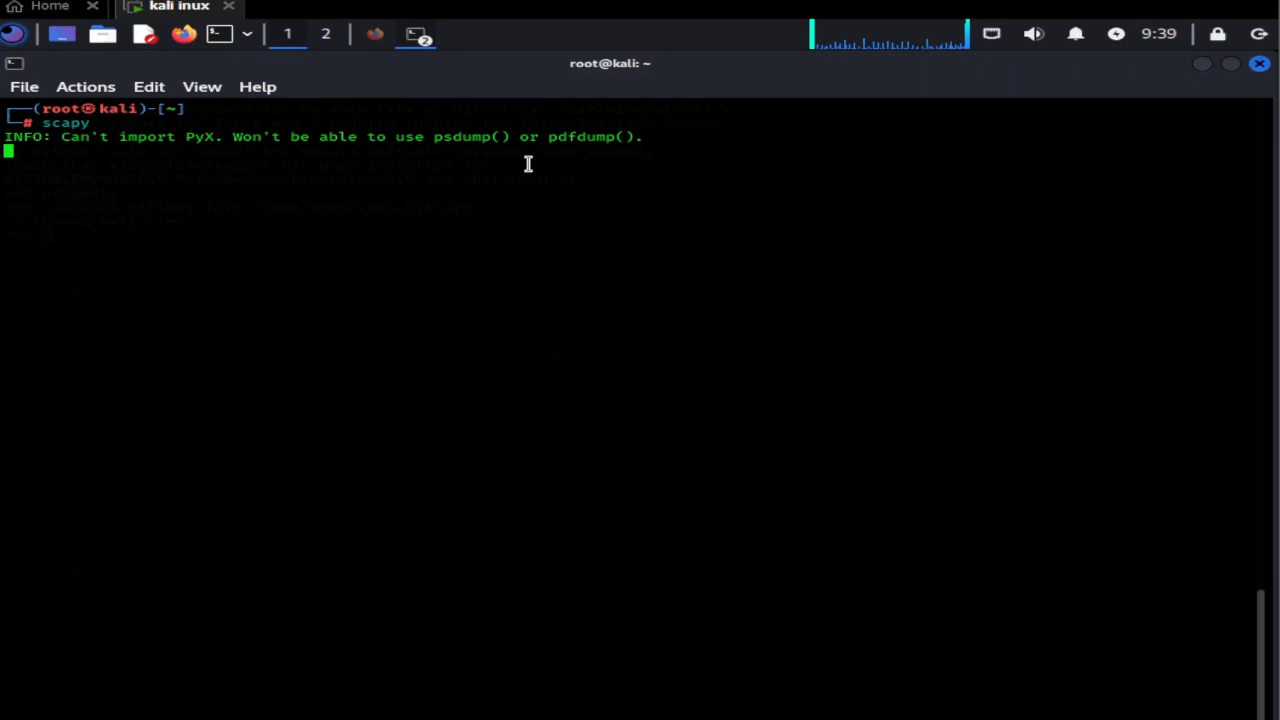 Home
kali inux
1
2
2
9:39
root@kali: ~
File Actions Edit View Help
┌──(root㉿kali)-[~]
└─# scapy
INFO: Can't import PyX. Won't be able to use psdump() or pdfdump().